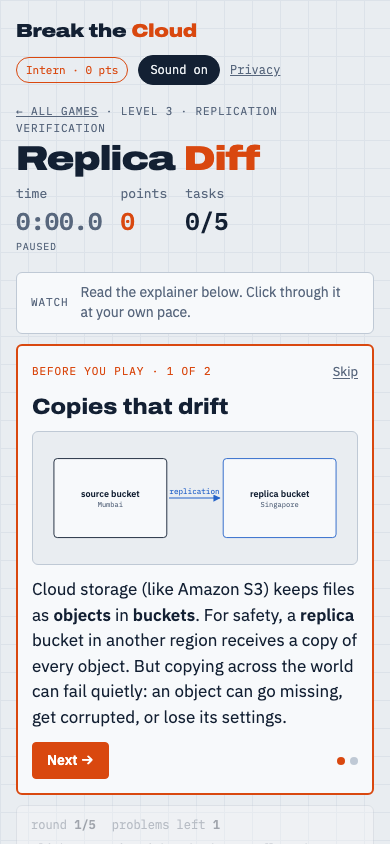 Break the Cloud
Intern · 0 pts
Sound on
Privacy
← ALL GAMES · LEVEL 3 · REPLICATION
VERIFICATION
Replica Diff
time points tasks
0:00.0 0 0/5
PAUSED
WATCH
Read the explainer below. Click through it
at your own pace.
BEFORE YOU PLAY · 1 OF 2
Skip
Copies that drift
source bucket
Mumbai
replication
replica bucket
Singapore
Cloud storage (like Amazon S3) keeps files
as objects in buckets. For safety, a replica
bucket in another region receives a copy of
every object. But copying across the world
can fail quietly: an object can go missing,
get corrupted, or lose its settings.
Next →
round 1/5 problems left 1